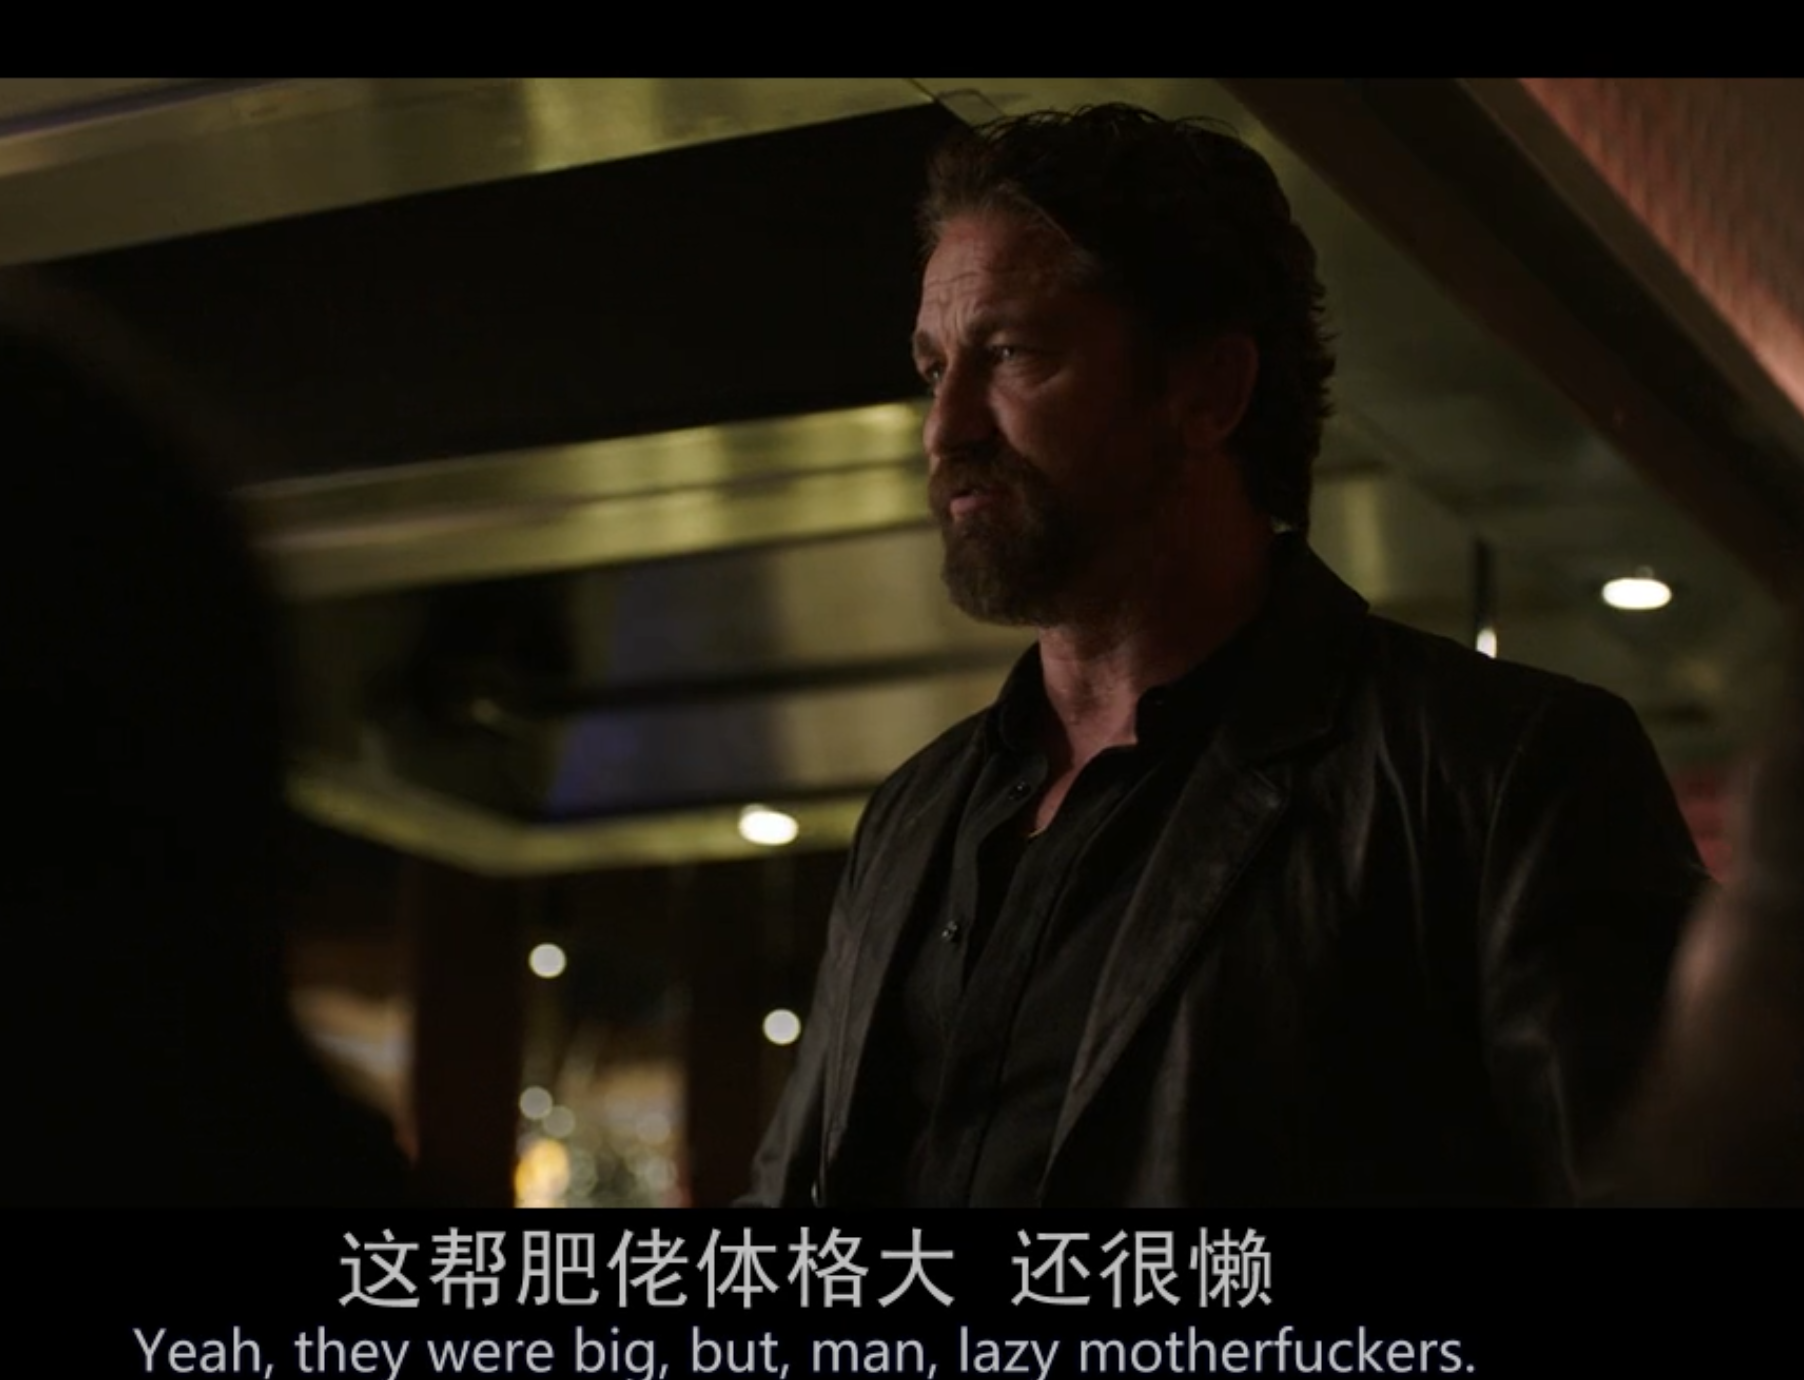 这帮肥佬体格大 还很懒
Yeah, they were big, but, man, lazy motherfuckers.